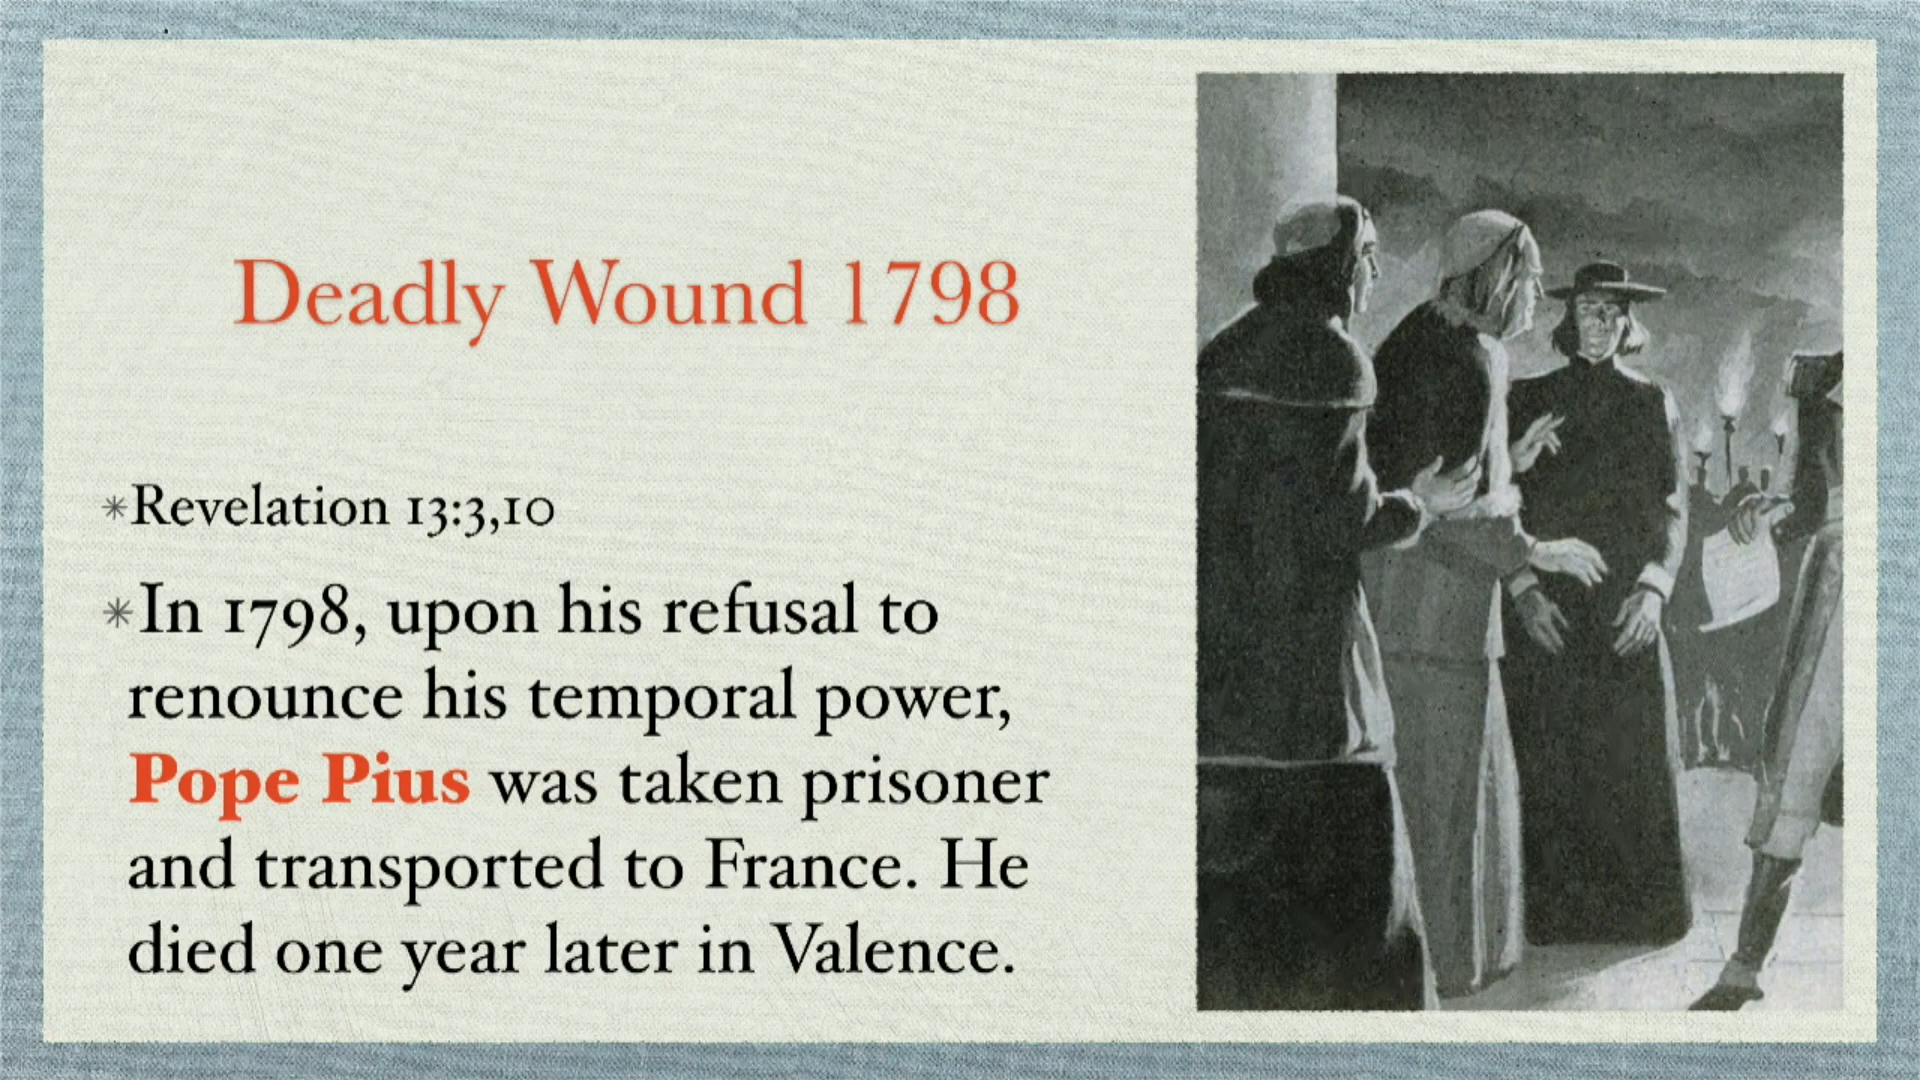 Deadly Wound 1798
*Revelation 13:3,10
*In 1798, upon his refusal to
renounce his temporal power,
Pope Pius was taken prisoner
and transported to France. He
died one year later in Valence.